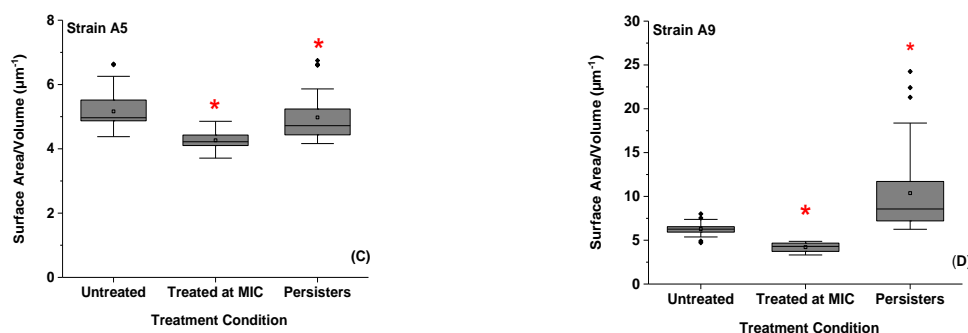 Strain A5
Surface Area/Volume (µm⁻¹)
8
6
4
2
0
*
*
(C)
Untreated
Treated at MIC
Persisters
Treatment Condition
Strain A9
Surface Area/Volume (µm⁻¹)
30
25
20
15
10
5
0
*
*
(D)
Untreated
Treated at MIC
Persisters
Treatment Condition